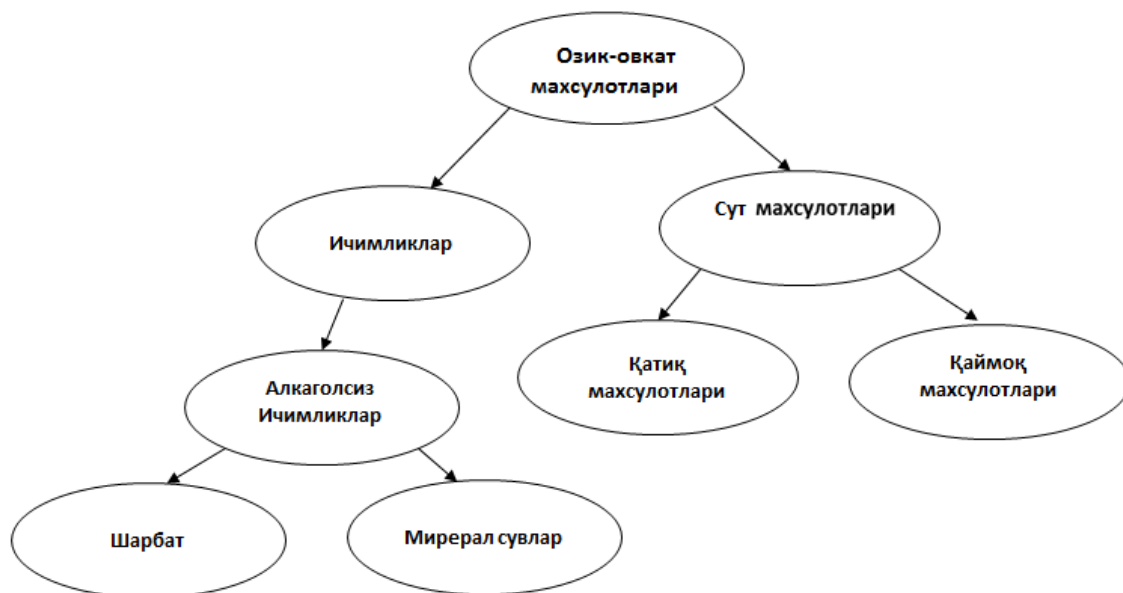 Озик-овкат
махсулотлари
Ичимликлар
Сут махсулотлари
Алкаголсиз
Ичимликлар
Қатиқ
махсулотлари
Қаймоқ
махсулотлари
Шарбат
Мирерал сувлар